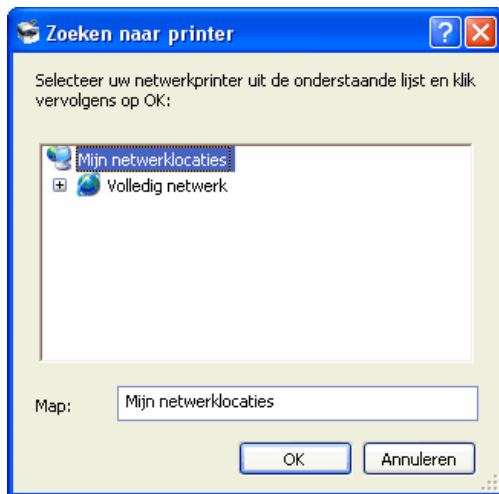 Zoeken naar printer
Selecteer uw netwerkprinter uit de onderstaande lijst en klik
vervolgens op OK:
Mijn netwerklocaties
Volledig netwerk
Map: Mijn netwerklocaties
OK Annuleren